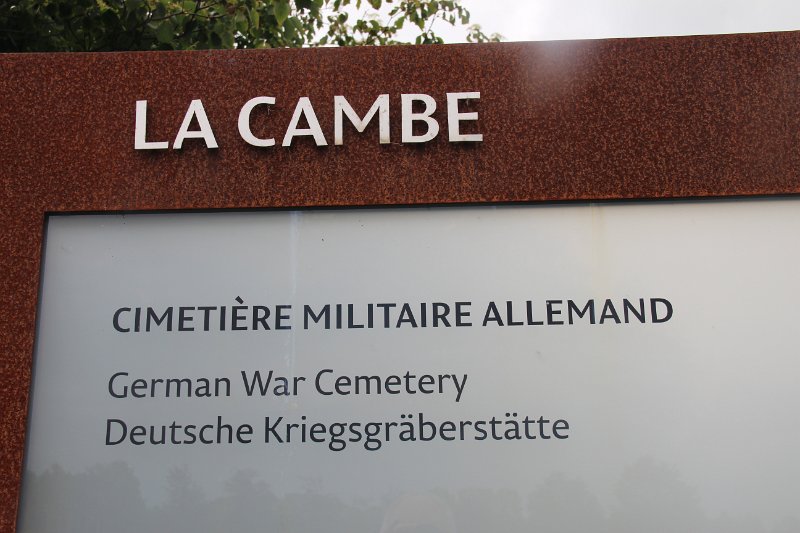 LA CAMBE
CIMETIÈRE MILITAIRE ALLEMAND
German War Cemetery
Deutsche Kriegsgräberstätte